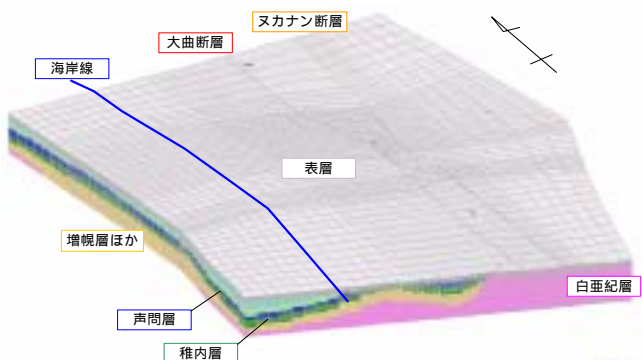 ヌカナン断層
大曲断層
海岸線
表層
増幌層ほか
白亜紀層
声問層
稚内層